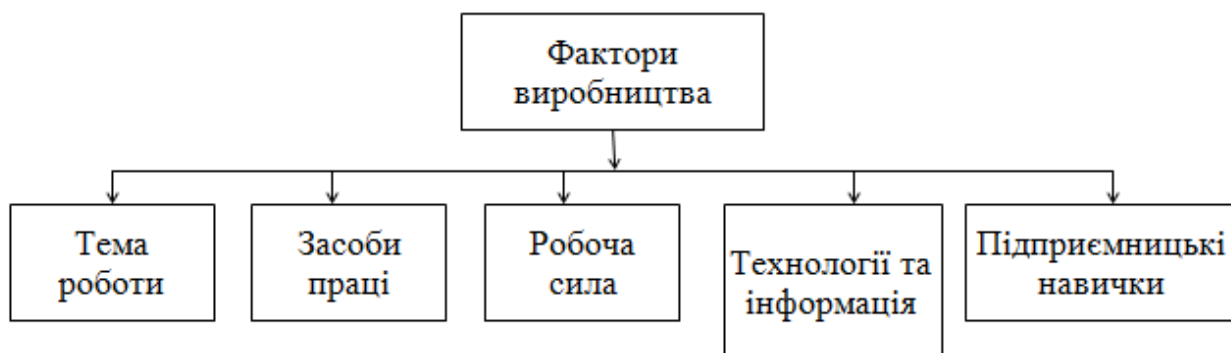 Фактори
виробництва
Тема
роботи
Засоби
праці
Робоча
сила
Технології та
інформація
Підприємницькі
навички